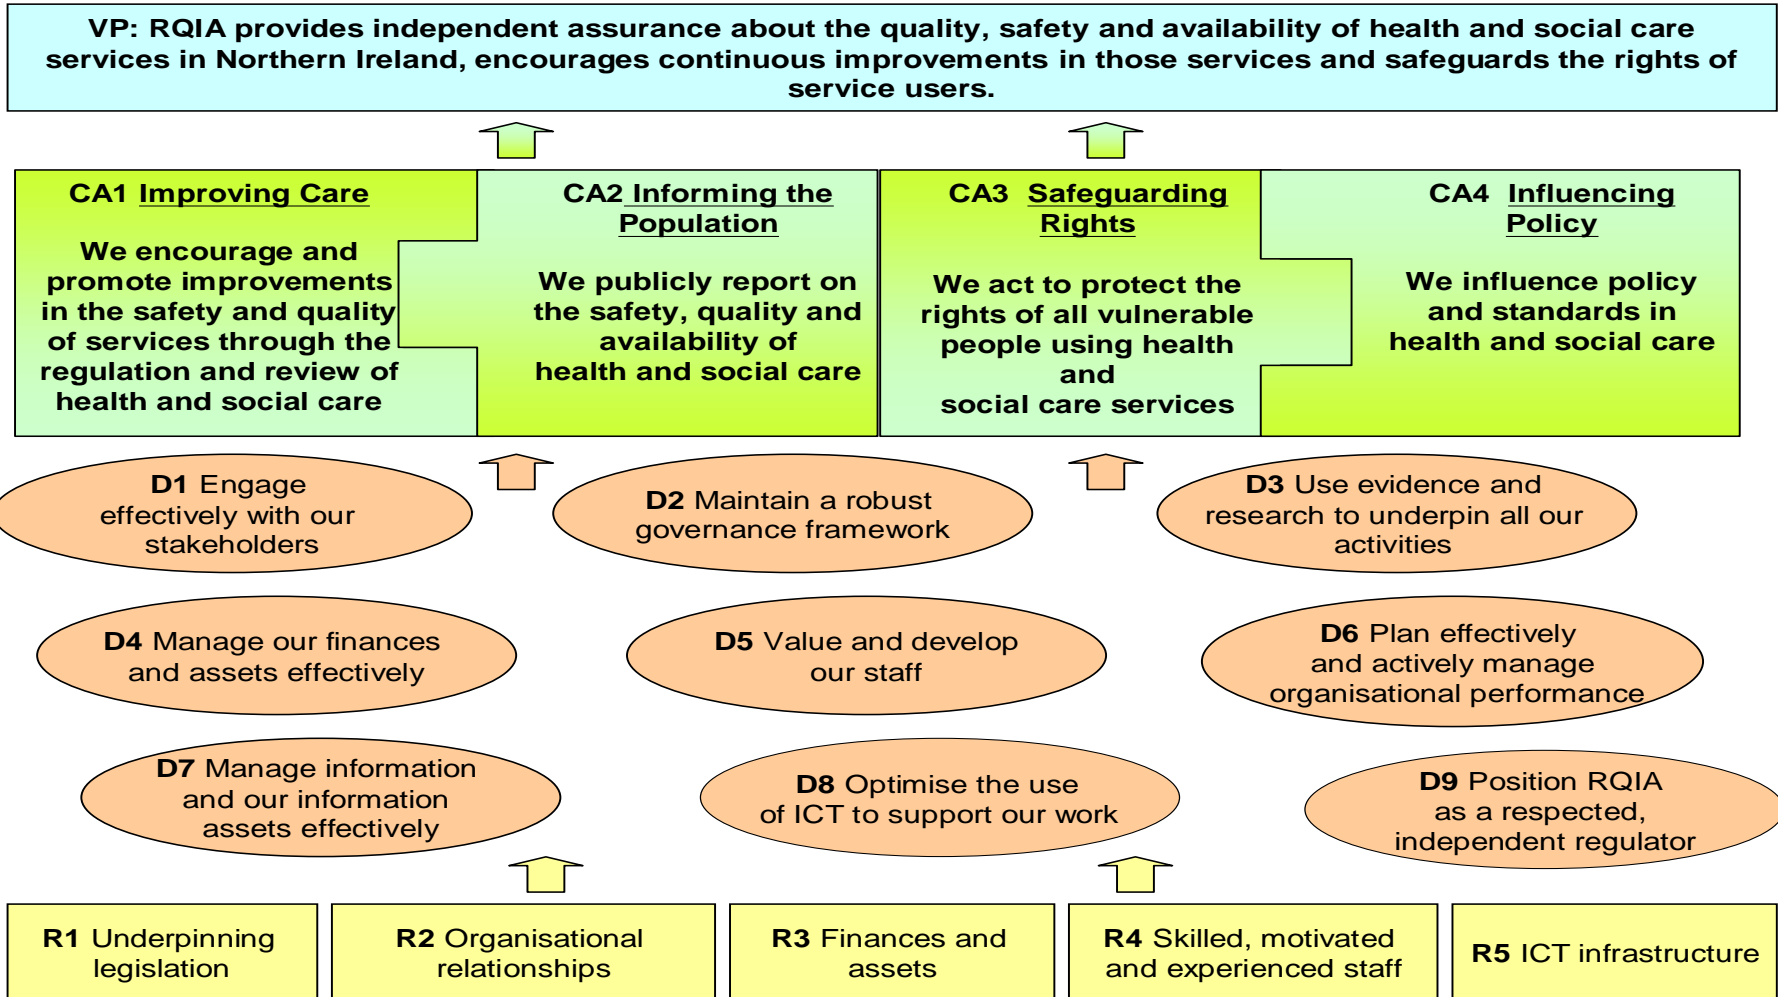 VP: RQIA provides independent assurance about the quality, safety and availability of health and social care
services in Northern Ireland, encourages continuous improvements in those services and safeguards the rights of
service users.
CA1 Improving Care
We encourage and
promote improvements
in the safety and quality
of services through the
regulation and review of
health and social care
CA2 Informing the
Population
We publicly report on
the safety, quality and
availability of
health and social care
CA3 Safeguarding
Rights
We act to protect the
rights of all vulnerable
people using health
and
social care services
CA4 Influencing
Policy
We influence policy
and standards in
health and social care
D1 Engage
effectively with our
stakeholders
D2 Maintain a robust
governance framework
D3 Use evidence and
research to underpin all our
activities
D4 Manage our finances
and assets effectively
D5 Value and develop
our staff
D6 Plan effectively
and actively manage
organisational performance
D7 Manage information
and our information
assets effectively
D8 Optimise the use
of ICT to support our work
D9 Position RQIA
as a respected,
independent regulator
R1 Underpinning
legislation
R2 Organisational
relationships
R3 Finances and
assets
R4 Skilled, motivated
and experienced staff
R5 ICT infrastructure